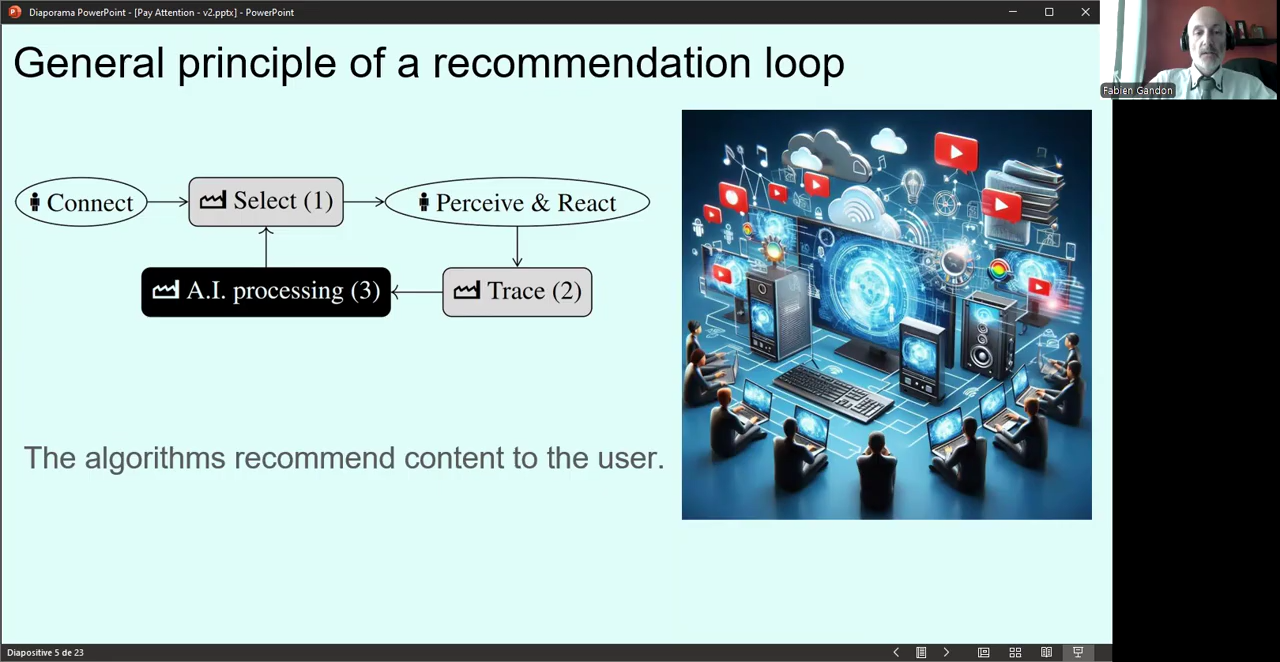 Diaporama PowerPoint - [Pay Attention - v2.pptx] - PowerPoint
General principle of a recommendation loop
Fabien Gandon
Connect
Select (1)
Perceive & React
A.I. processing (3)
Trace (2)
The algorithms recommend content to the user.
Diapositive 5 de 23